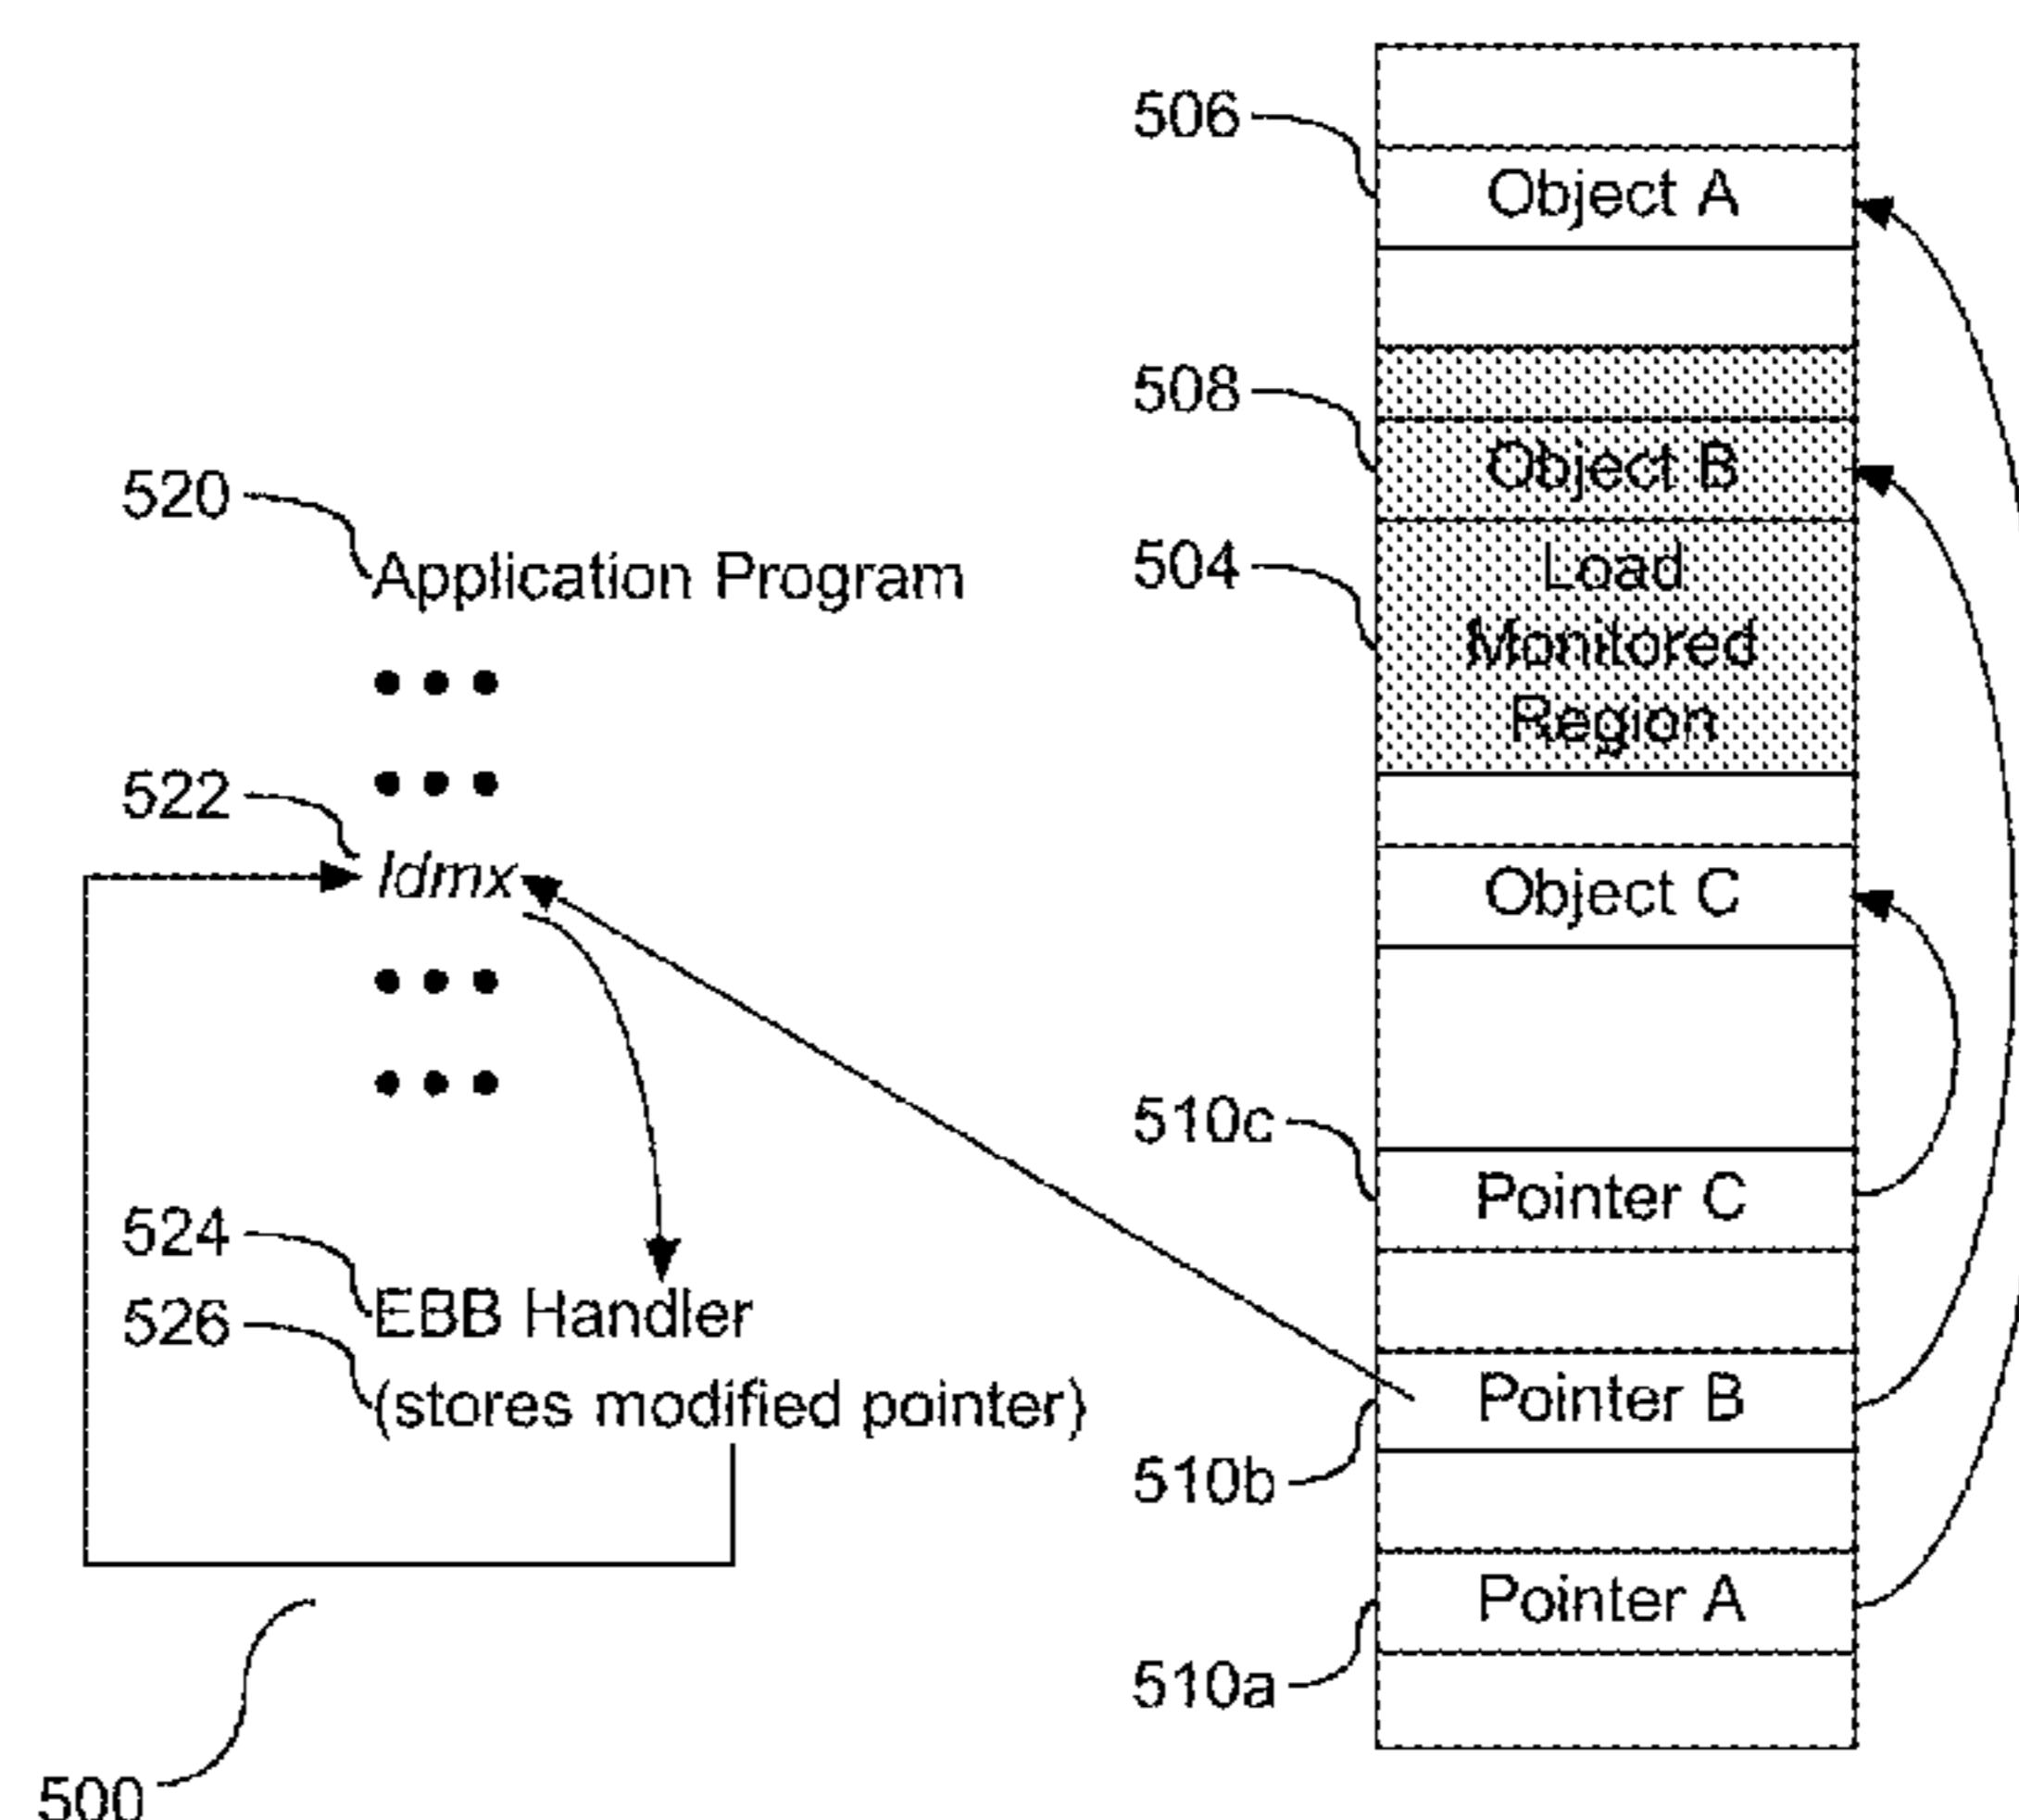 506
Object A
508
Object B
520
504
Load
Monitored
Region
Application Program
522
ldmx
Object C
510c
Pointer C
524
EBB Handler
526
(stores modified pointer)
Pointer B
510b
Pointer A
510a
500